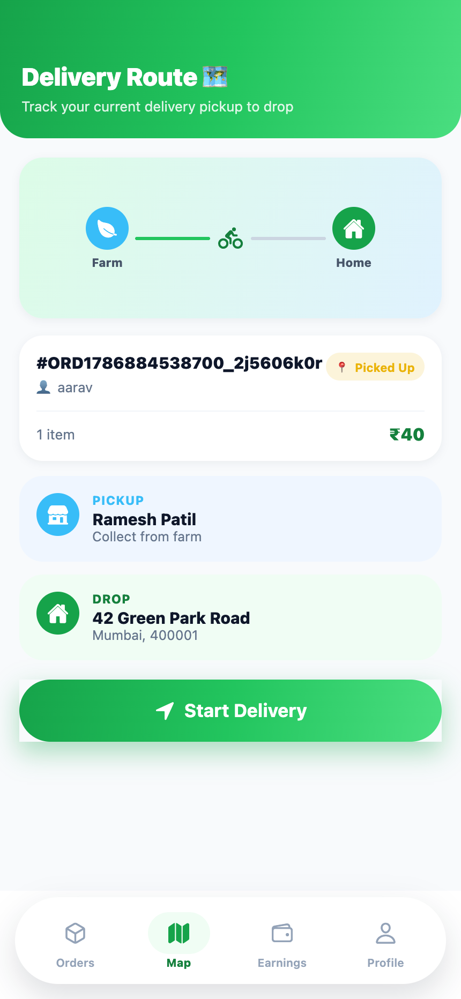 Delivery Route 🗺️
Track your current delivery pickup to drop
Farm
Home
#ORD1786884538700_2j5606k0r
📍 Picked Up
👤 aarav
1 item
₹40
PICKUP
Ramesh Patil
Collect from farm
DROP
42 Green Park Road
Mumbai, 400001
Start Delivery
Orders
Map
Earnings
Profile